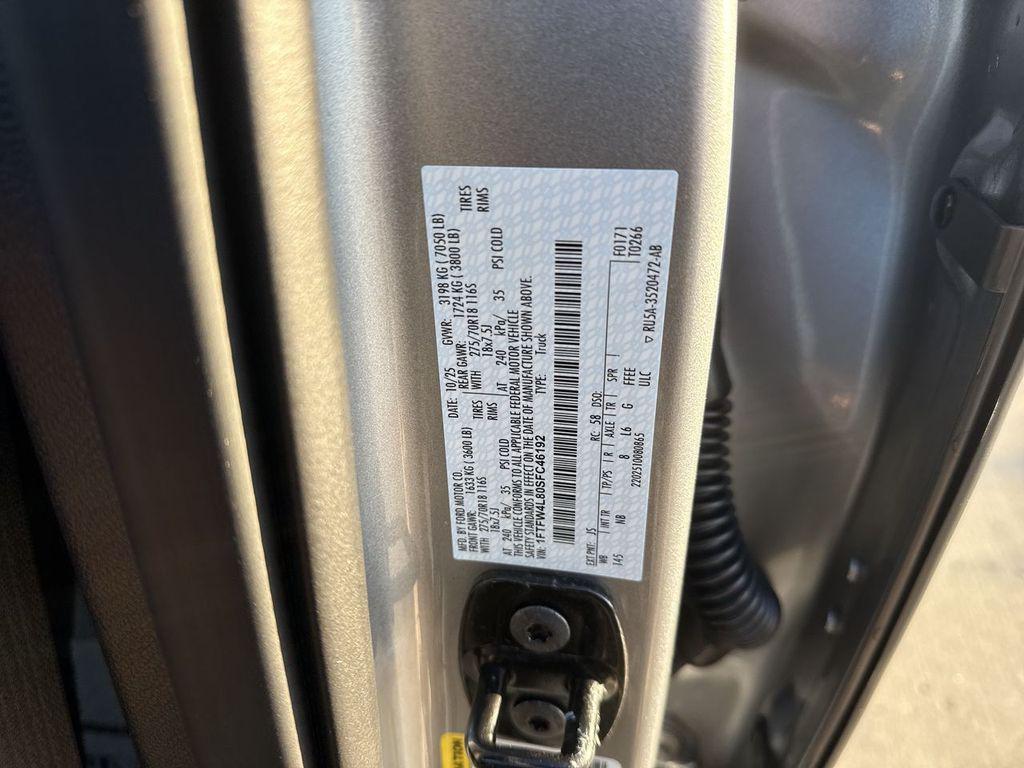 MFD. BY FORD MOTOR CO.
DATE: 10/25 GVWR: 3198 KG ( 7050 LB)
FRONT GAWR: 1633 KG ( 3600 LB) REAR GAWR: 1724 KG ( 3800 LB)
WITH 275/70R18 116S TIRES WITH 275/70R18 116S TIRES
18x7.5J RIMS 18x7.5J RIMS
AT 240 kPa/ 35 PSI COLD AT 240 kPa/ 35 PSI COLD
THIS VEHICLE CONFORMS TO ALL APPLICABLE FEDERAL MOTOR VEHICLE
SAFETY STANDARDS IN EFFECT ON THE DATE OF MANUFACTURE SHOWN ABOVE.
VIN: 1FTFW4L80SFC46192 TYPE: Truck
EXT PNT: JS RC: 58 DSO: F0171
WB INT TR TP/PS R AXLE TR SPR T0266
145 NB 8 L6 G FFEE
ULC
2202510080865 ▽ RU5A-3520472-AB